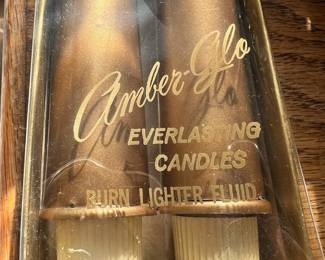 Amber-Glo
EVERLASTING
CANDLES
BURN LIGHTER FLUID